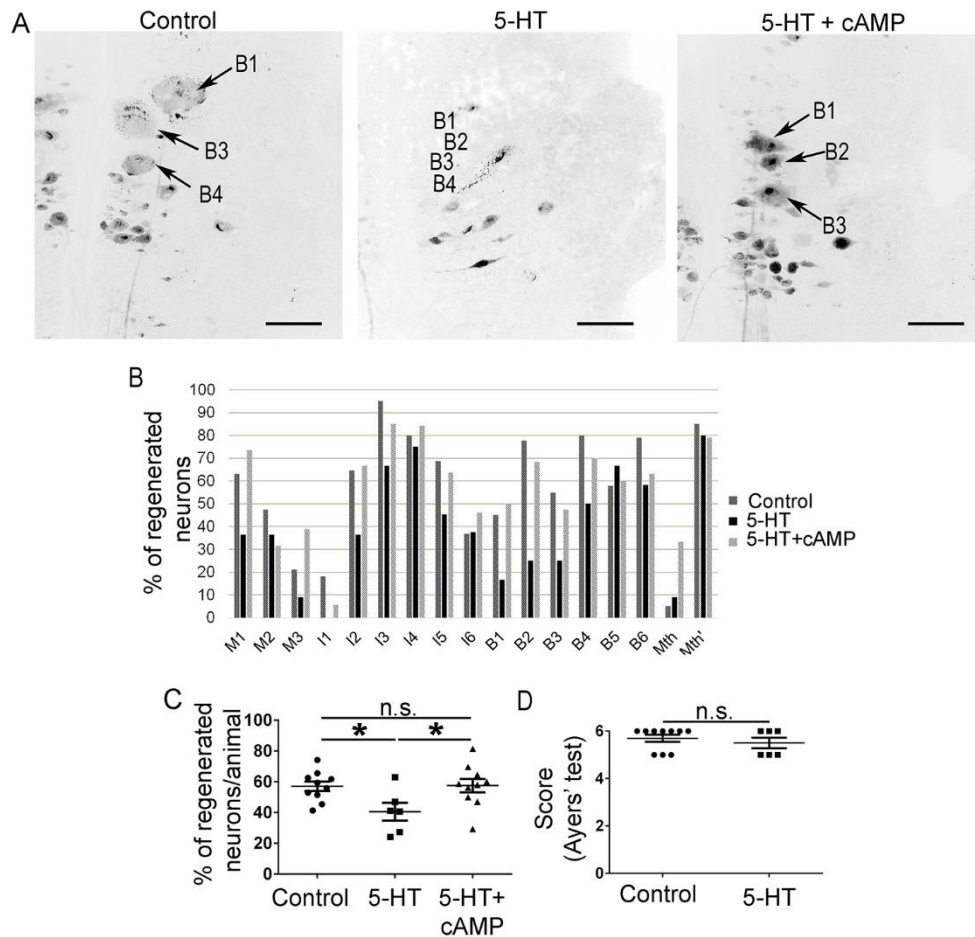 A
Control
5-HT
5-HT + cAMP
B1
B3
B4
B1
B2
B3
B4
B1
B2
B3
B
% of regenerated
neurons
100
90
80
70
60
50
40
30
20
10
0
M1 M2 M3 I1 I2 I3 I4 I5 I6 B1 B2 B3 B4 B5 B6 Mth Mth'
Control
5-HT
5-HT+cAMP
C
% of regenerated
neurons/animal
100
80
60
40
20
0
n.s.
* *
Control 5-HT 5-HT+
cAMP
D
Score
(Ayers' test)
6
4
2
0
n.s.
Control 5-HT